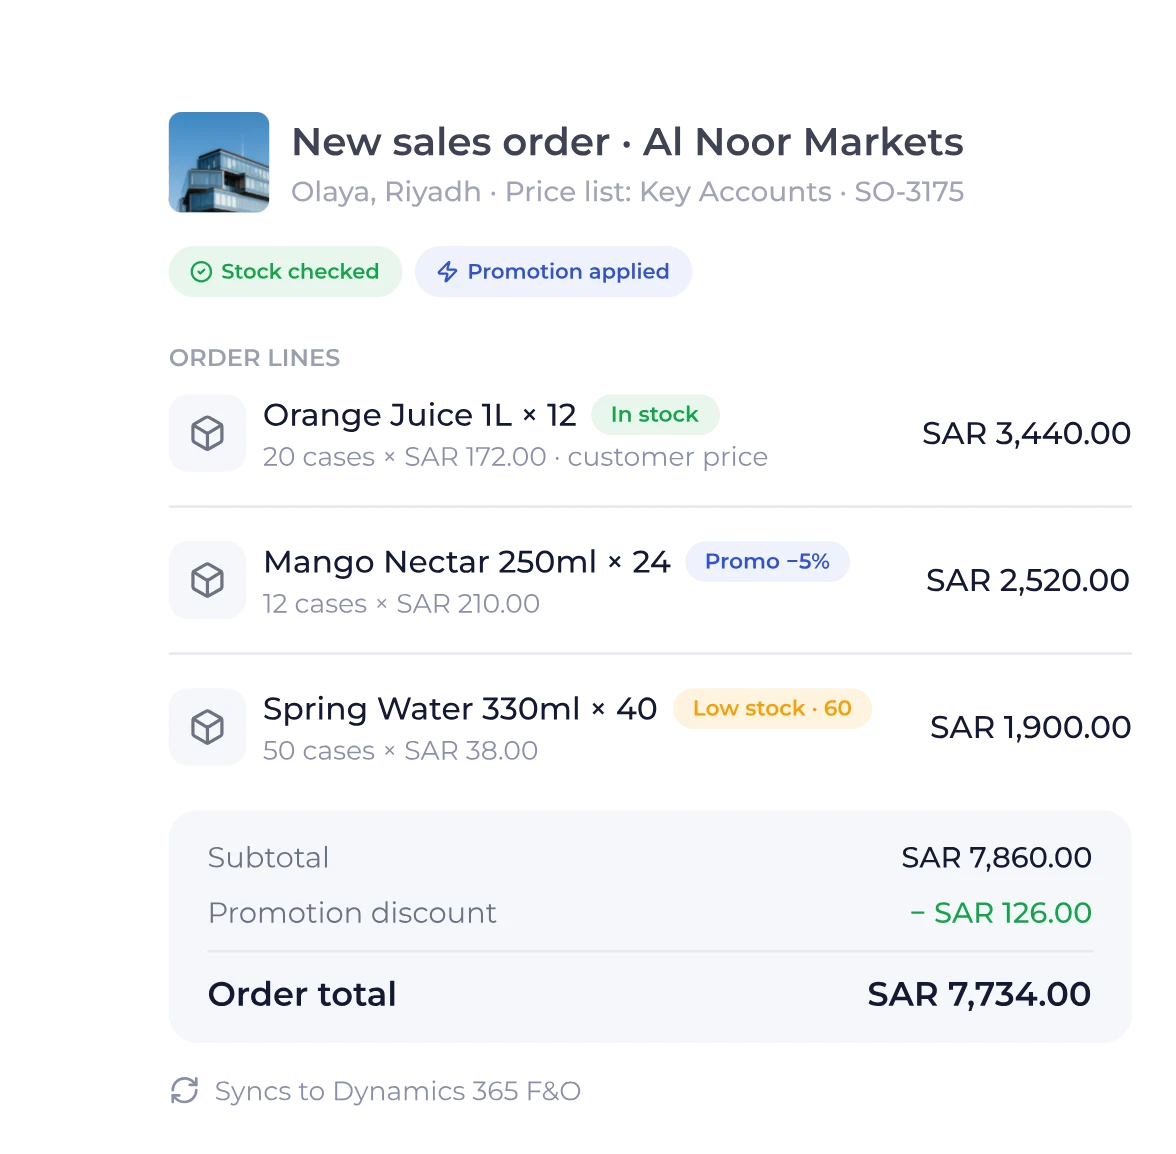 New sales order · Al Noor Markets
Olaya, Riyadh · Price list: Key Accounts · SO-3175
Stock checked
Promotion applied
ORDER LINES
Orange Juice 1L × 12 In stock
SAR 3,440.00
20 cases × SAR 172.00 · customer price
Mango Nectar 250ml × 24 Promo −5%
SAR 2,520.00
12 cases × SAR 210.00
Spring Water 330ml × 40 Low stock · 60
SAR 1,900.00
50 cases × SAR 38.00
Subtotal SAR 7,860.00
Promotion discount − SAR 126.00
Order total SAR 7,734.00
Syncs to Dynamics 365 F&O